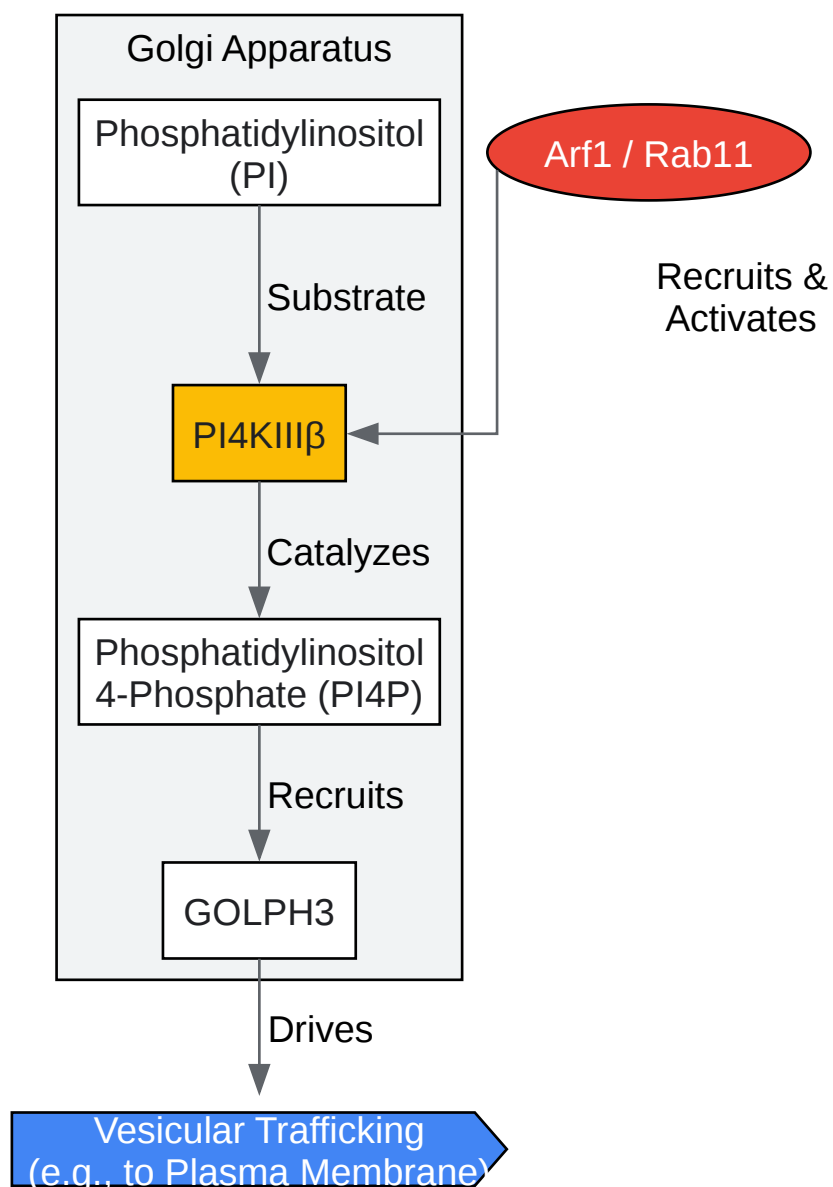 Golgi Apparatus
Phosphatidylinositol
(PI)
Arf1 / Rab11
Substrate
Recruits &
Activates
PI4KIIIβ
Catalyzes
Phosphatidylinositol
4-Phosphate (PI4P)
Recruits
GOLPH3
Drives
Vesicular Trafficking
(e.g., to Plasma Membrane)